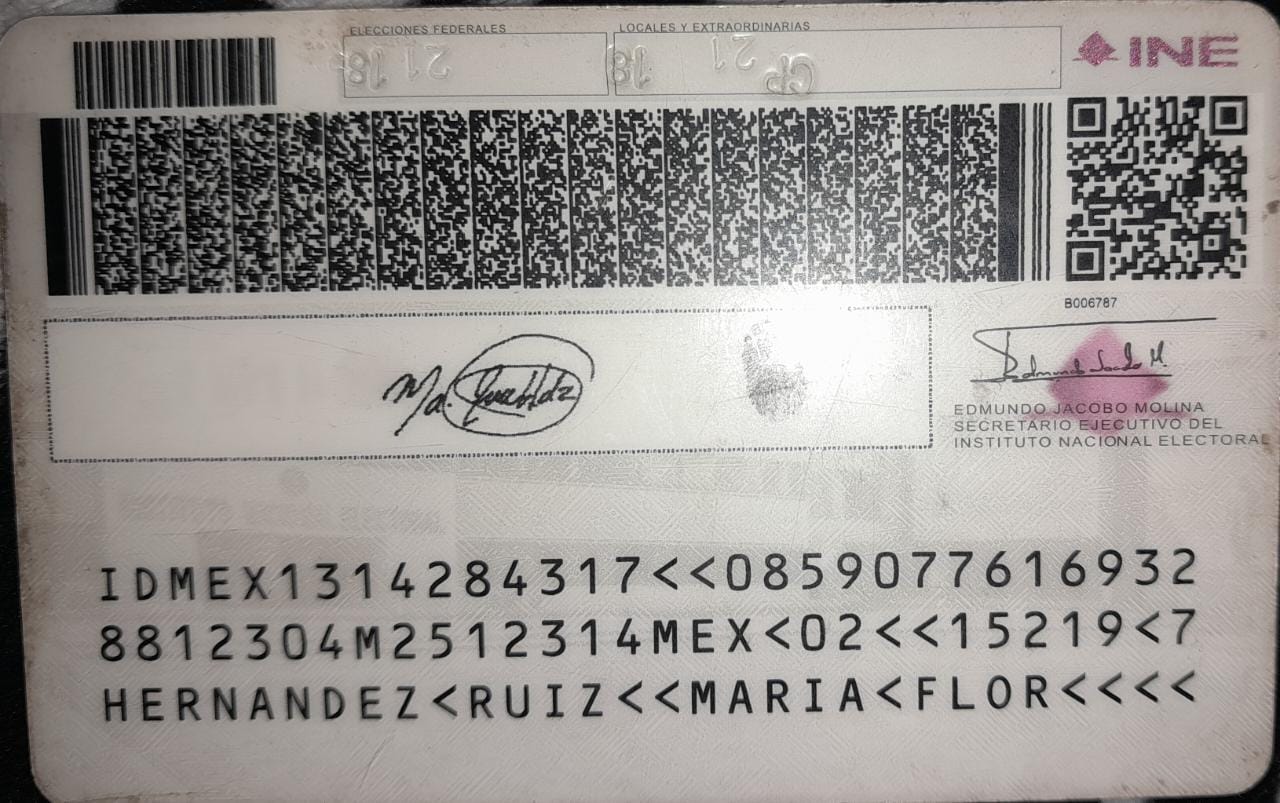 ELECCIONES FEDERALES
LOCALES Y EXTRAORDINARIAS
INE
B006787
EDMUNDO JACOBO MOLINA
SECRETARIO EJECUTIVO DEL
INSTITUTO NACIONAL ELECTORAL
IDMEX1314284317<<0859077616932
8812304M2512314MEX<02<<15219<7
HERNANDEZ<RUIZ<<MARIA<FLOR<<<<